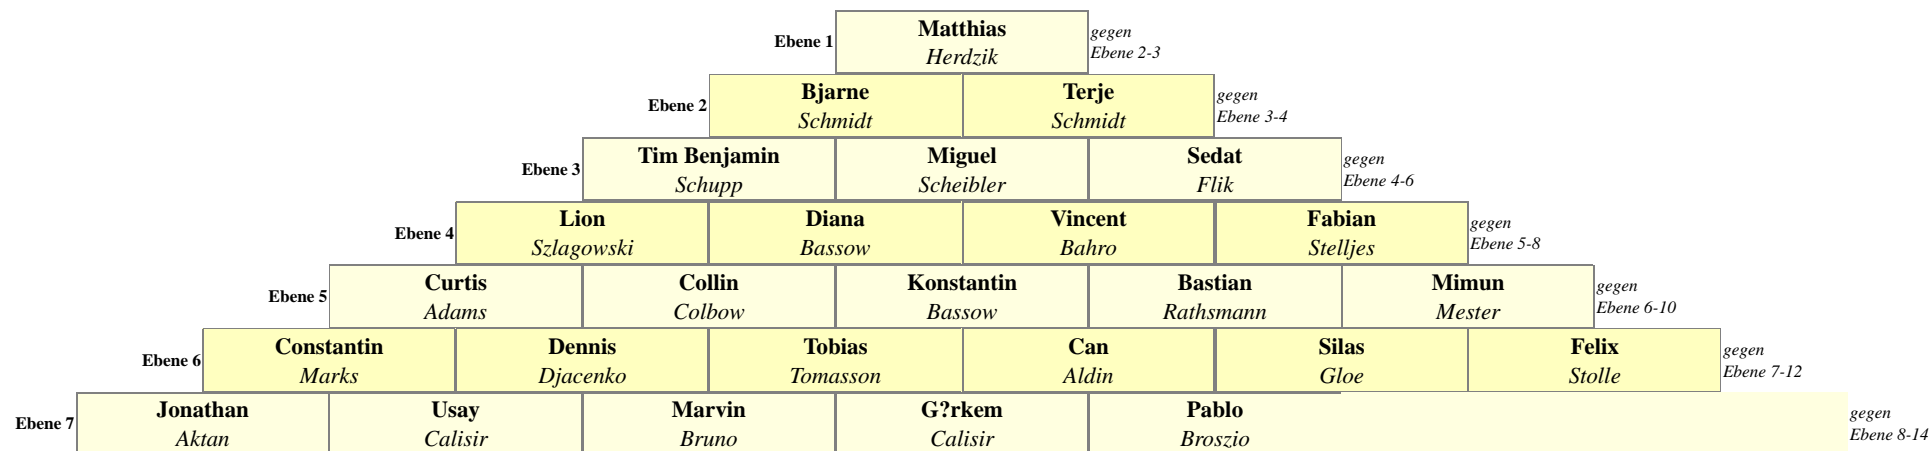 Ebene 1 Matthias gegen
Herdzik Ebene 2-3
Ebene 2 Bjarne Terje gegen
Schmidt Schmidt Ebene 3-4
Ebene 3 Tim Benjamin Miguel Sedat gegen
Schupp Scheibler Flik Ebene 4-6
Ebene 4 Lion Diana Vincent Fabian gegen
Szlagowski Bassow Bahro Stelljes Ebene 5-8
Ebene 5 Curtis Collin Konstantin Bastian Mimun gegen
Adams Colbow Bassow Rathsmann Mester Ebene 6-10
Ebene 6 Constantin Dennis Tobias Can Silas Felix gegen
Marks Djacenko Tomasson Aldin Gloe Stolle Ebene 7-12
Ebene 7 Jonathan Usay Marvin G?rkem Pablo gegen
Aktan Calisir Bruno Calisir Broszio Ebene 8-14